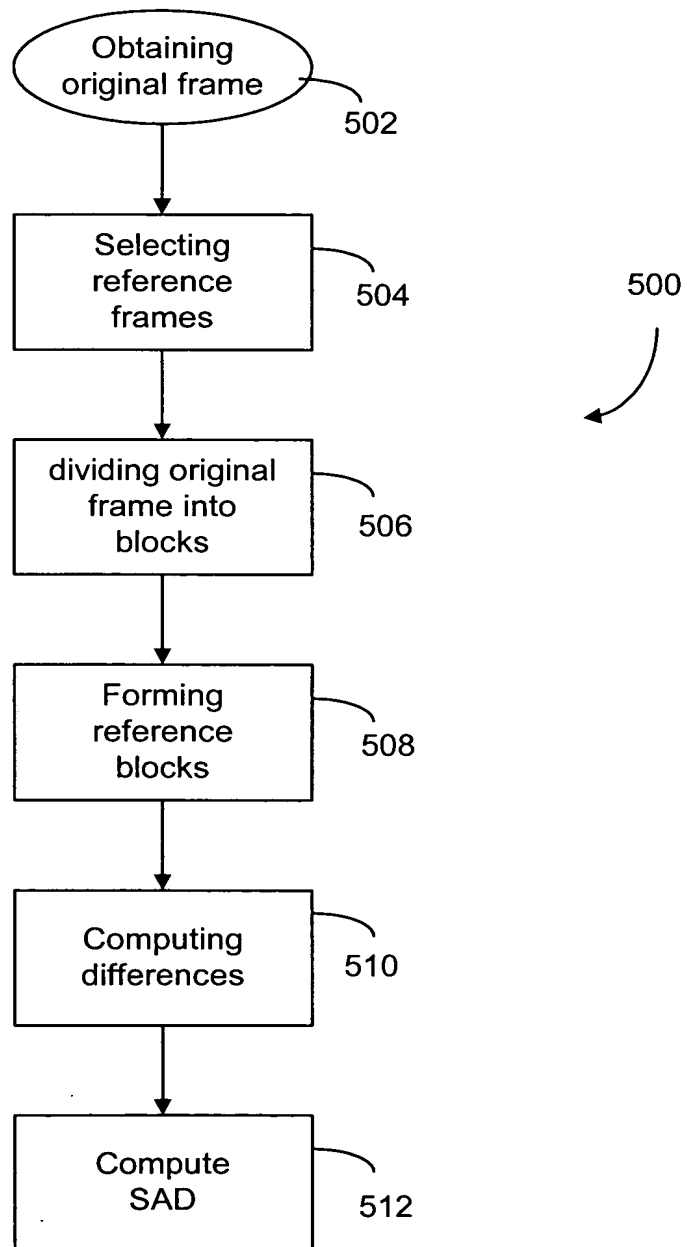 Obtaining
original frame
502
Selecting
reference
frames
504
500
dividing original
frame into
blocks
506
Forming
reference
blocks
508
Computing
differences
510
Compute
SAD
512